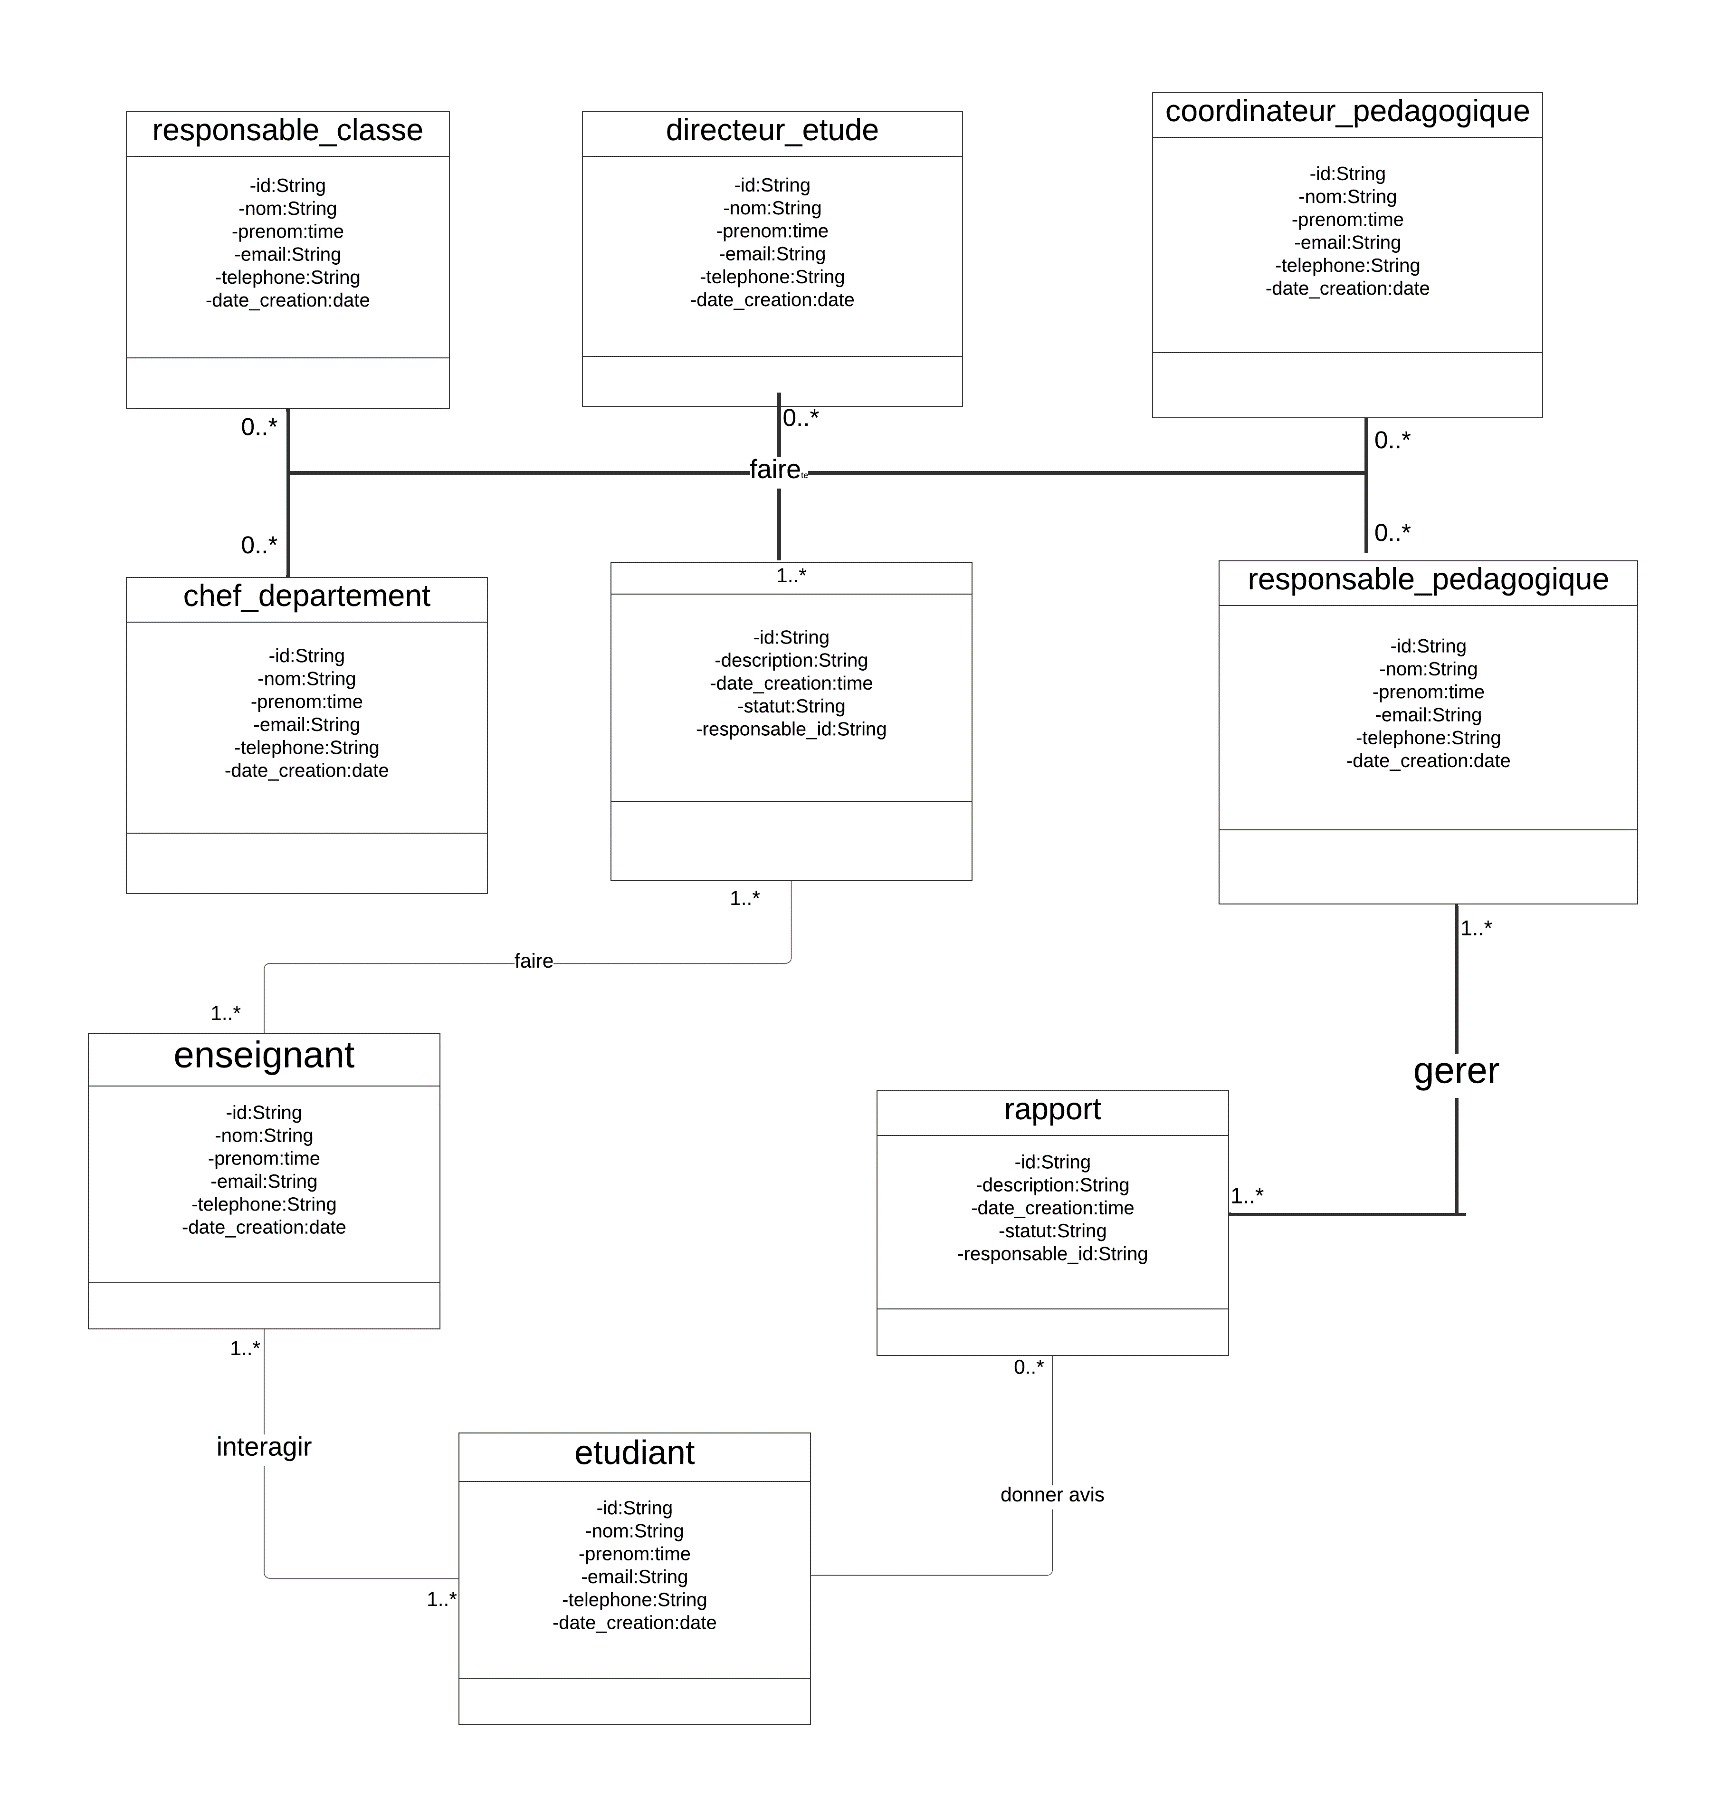 responsable_classe
-id:String
-nom:String
-prenom:time
-email:String
-telephone:String
-date_creation:date
directeur_etude
-id:String
-nom:String
-prenom:time
-email:String
-telephone:String
-date_creation:date
coordinateur_pedagogique
-id:String
-nom:String
-prenom:time
-email:String
-telephone:String
-date_creation:date
0..*
0..*
0..*
faire
0..*
0..*
chef_departement
-id:String
-nom:String
-prenom:time
-email:String
-telephone:String
-date_creation:date
1..*
-id:String
-description:String
-date_creation:time
-statut:String
-responsable_id:String
responsable_pedagogique
-id:String
-nom:String
-prenom:time
-email:String
-telephone:String
-date_creation:date
1..*
1..*
faire
1..*
enseignant
-id:String
-nom:String
-prenom:time
-email:String
-telephone:String
-date_creation:date
gerer
rapport
-id:String
-description:String
-date_creation:time
-statut:String
-responsable_id:String
1..*
1..*
0..*
interagir
etudiant
-id:String
-nom:String
-prenom:time
-email:String
-telephone:String
-date_creation:date
donner avis
1..*